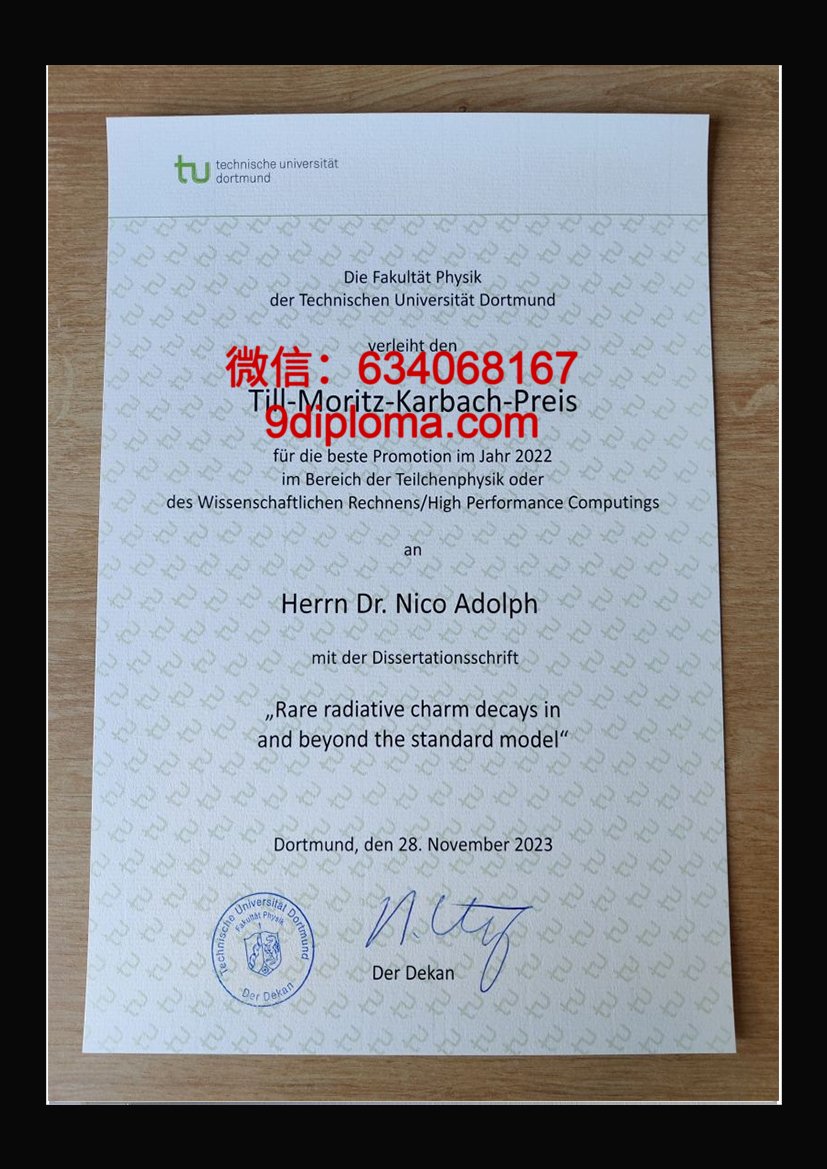 tu technische universität
dortmund
Die Fakultät Physik
der Technischen Universität Dortmund
verleiht den
微信：634068167
Till-Moritz-Karbach-Preis
9diploma.com
für die beste Promotion im Jahr 2022
im Bereich der Teilchenphysik oder
des Wissenschaftlichen Rechnens/High Performance Computings
an
Herrn Dr. Nico Adolph
mit der Dissertationsschrift
„Rare radiative charm decays in
and beyond the standard model“
Dortmund, den 28. November 2023
Technische Universität Dortmund
Fakultät Physik
Der Dekan
Der Dekan